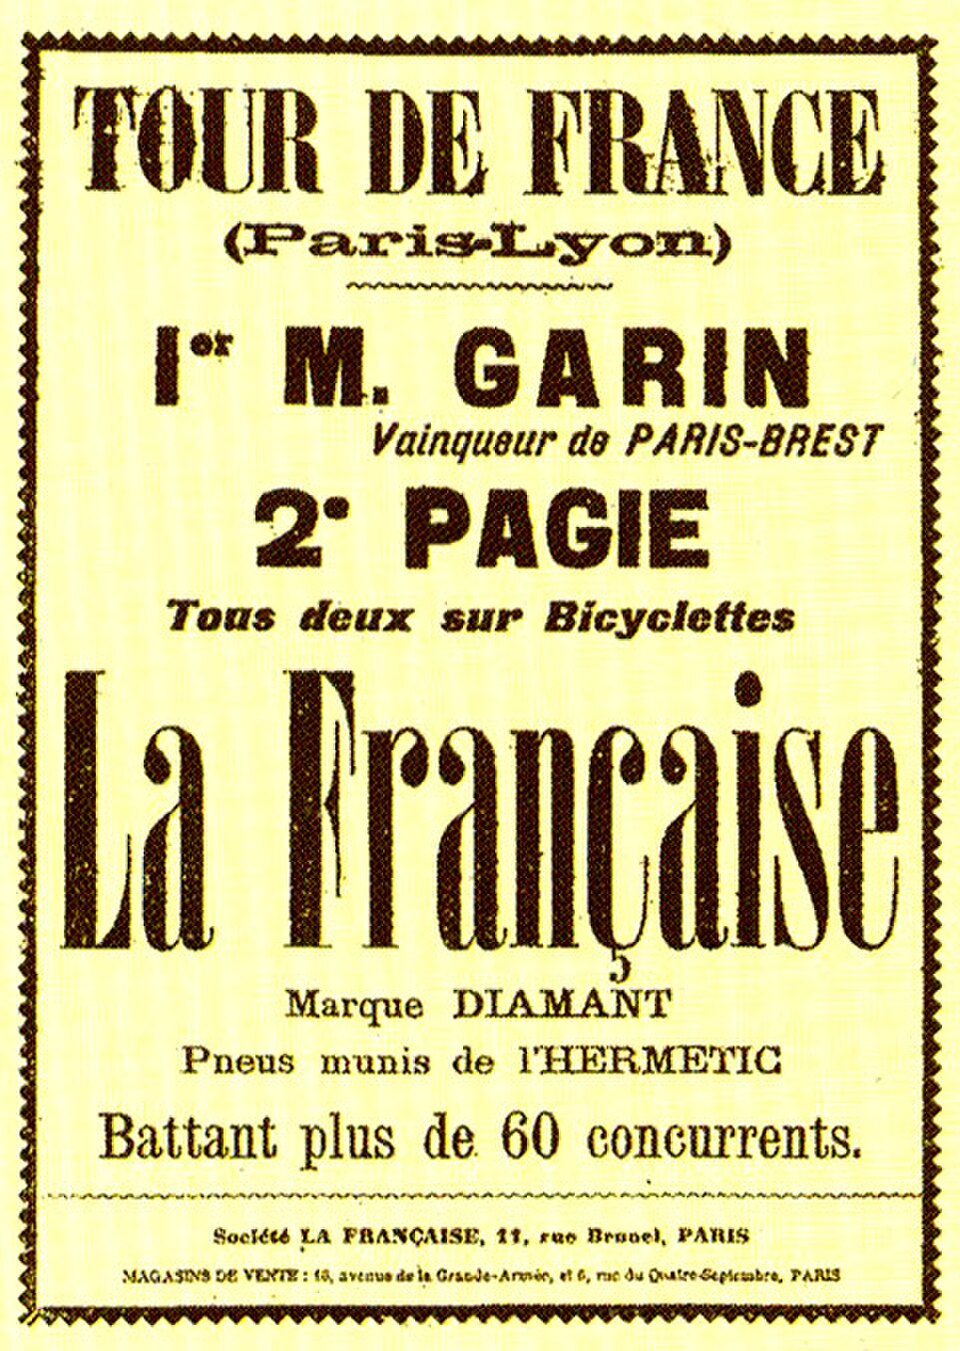 TOUR DE FRANCE
(Paris-Lyon)
1er M. GARIN
Vainqueur de PARIS-BREST
2e PAGIE
Tous deux sur Bicyclettes
La Française
Marque DIAMANT
Pneus munis de l'HERMETIC
Battant plus de 60 concurrents.
Société LA FRANÇAISE, 11, rue Brunel, PARIS
MAGASINS DE VENTE : 16, avenue de la Grande-Armée, et 6, rue du Quatre-Septembre, PARIS